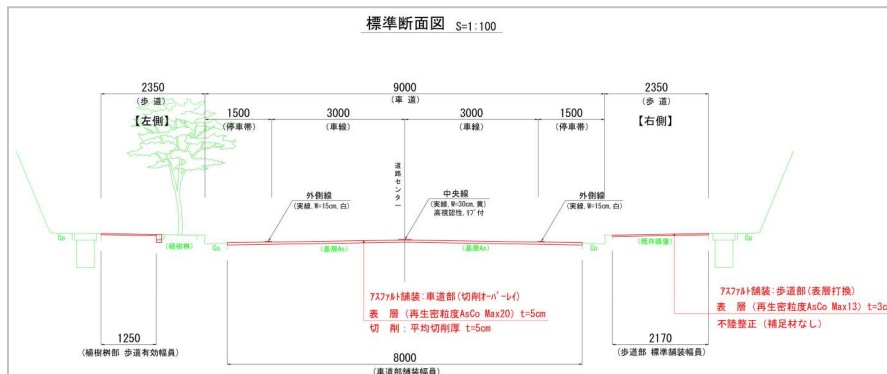 標準断面図 S=1:100
2350
(歩 道)
9000
(車 道)
2350
(歩 道)
【左側】
1500
(停車帯)
3000
(車線)
3000
(車線)
1500
(停車帯)
【右側】
道路センター
外側線
(実線, W=15cm, 白)
中央線
(実線, W=30cm, 黄)
高視認性, リブ付
外側線
(実線, W=15cm, 白)
Co
(植樹桝)
Co
(基層As)
(基層As)
Co
(既存路盤)
Co
アスファルト舗装:車道部(切削オーバーレイ)
表 層 (再生密粒度AsCo Max20) t=5cm
切 削 : 平均切削厚 t=5cm
アスファルト舗装:歩道部(表層打換)
表 層 (再生密粒度AsCo Max13) t=3c
不陸整正 (補足材なし)
1250
(植樹桝部 歩道有効幅員)
8000
(車道部舗装幅員)
2170
(歩道部 標準舗装幅員)